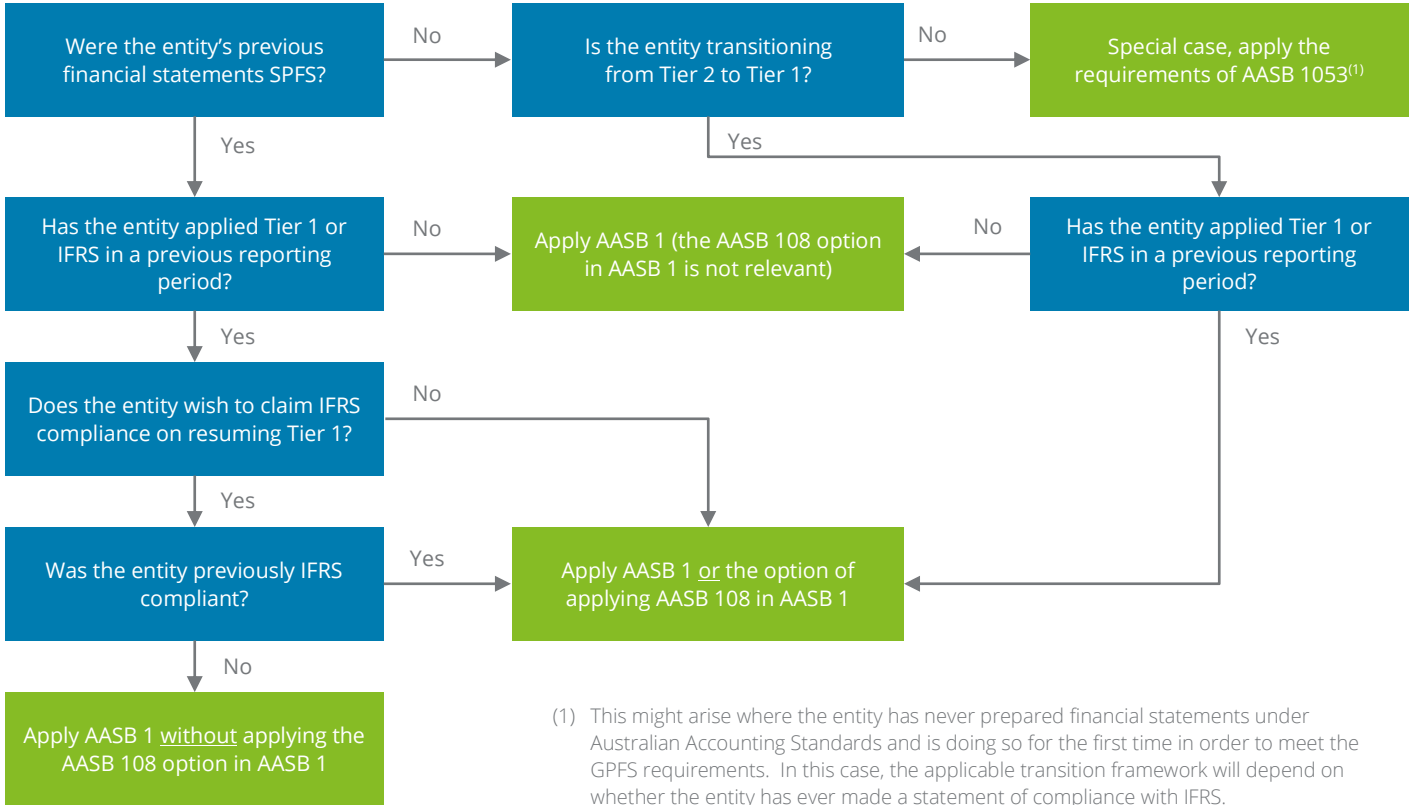 Were the entity's previous
financial statements SPFS?
No
Is the entity transitioning
from Tier 2 to Tier 1?
No
Special case, apply the
requirements of AASB 1053(1)
Yes
Yes
Has the entity applied Tier 1 or
IFRS in a previous reporting
period?
No
Apply AASB 1 (the AASB 108 option
in AASB 1 is not relevant)
No
Has the entity applied Tier 1 or
IFRS in a previous reporting
period?
Yes
Yes
Does the entity wish to claim IFRS
compliance on resuming Tier 1?
No
Yes
Was the entity previously IFRS
compliant?
Yes
Apply AASB 1 or the option of
applying AASB 108 in AASB 1
No
Apply AASB 1 without applying the
AASB 108 option in AASB 1
(1) This might arise where the entity has never prepared financial statements under
Australian Accounting Standards and is doing so for the first time in order to meet the
GPFS requirements. In this case, the applicable transition framework will depend on
whether the entity has ever made a statement of compliance with IFRS.